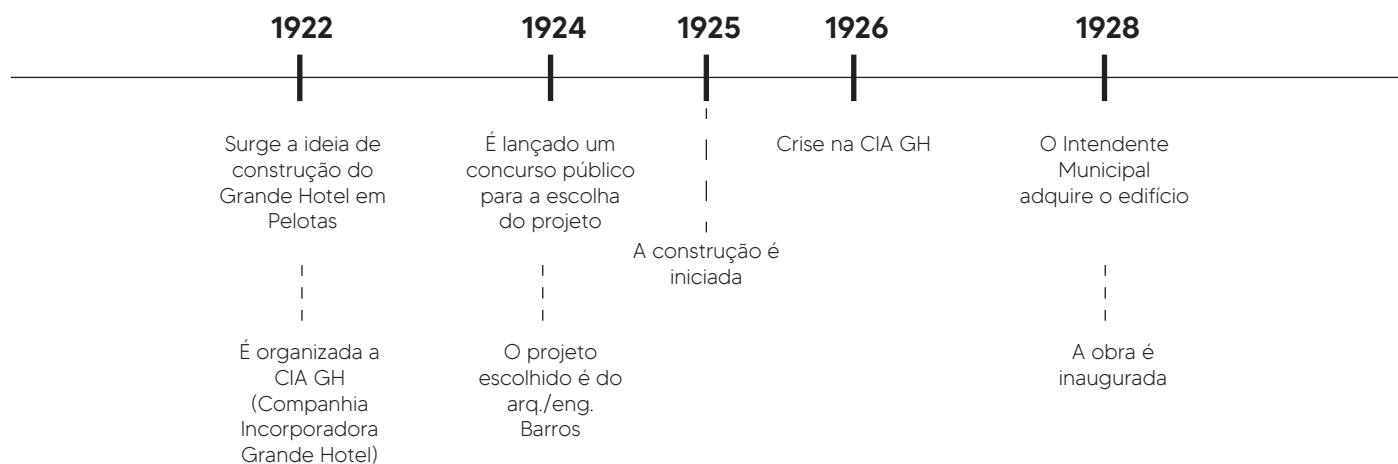 1922
Surge a ideia de
construção do
Grande Hotel em
Pelotas
É organizada a
CIA GH
(Companhia
Incorporadora
Grande Hotel)
1924
É lançado um
concurso público
para a escolha
do projeto
O projeto
escolhido é do
arq./eng.
Barros
1925
A construção é
iniciada
1926
Crise na CIA GH
1928
O Intendente
Municipal
adquire o edifício
A obra é
inaugurada